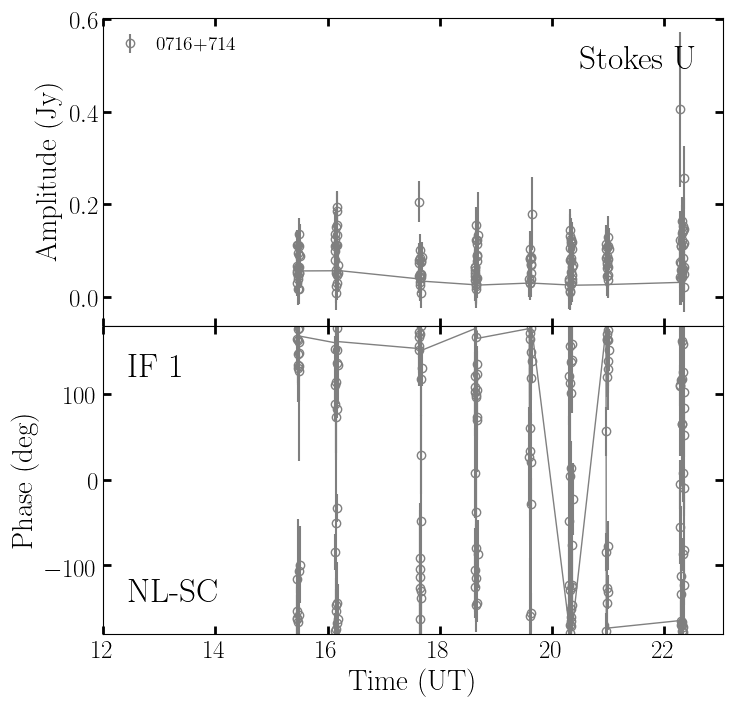 0716+714
Stokes U
0.6
0.4
0.2
0.0
Amplitude (Jy)
IF 1
100
0
−100
Phase (deg)
NL-SC
12 14 16 18 20 22
Time (UT)